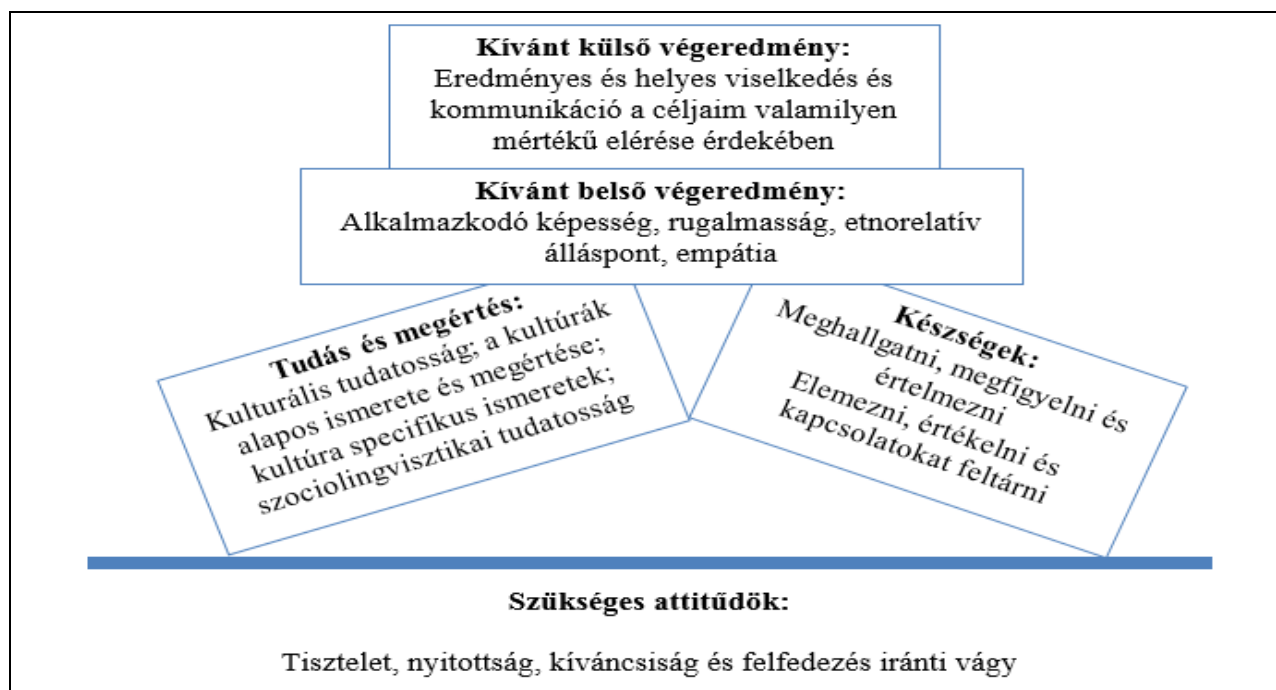 Kívánt külső végeredmény:
Eredményes és helyes viselkedés és
kommunikáció a céljaim valamilyen
mértékű elérése érdekében
Kívánt belső végeredmény:
Alkalmazkodó képesség, rugalmasság, etnorelatív
álláspont, empátia
Tudás és megértés:
Kulturális tudatosság; a kultúrák
alapos ismerete és megértése;
kultúra specifikus ismeretek;
szociolingvisztikai tudatosság
Készségek:
Meghallgatni, megfigyelni és
értelmezni
Elemezni, értékelni és
kapcsolatokat feltárni
Szükséges attitűdök:
Tisztelet, nyitottság, kíváncsiság és felfedezés iránti vágy